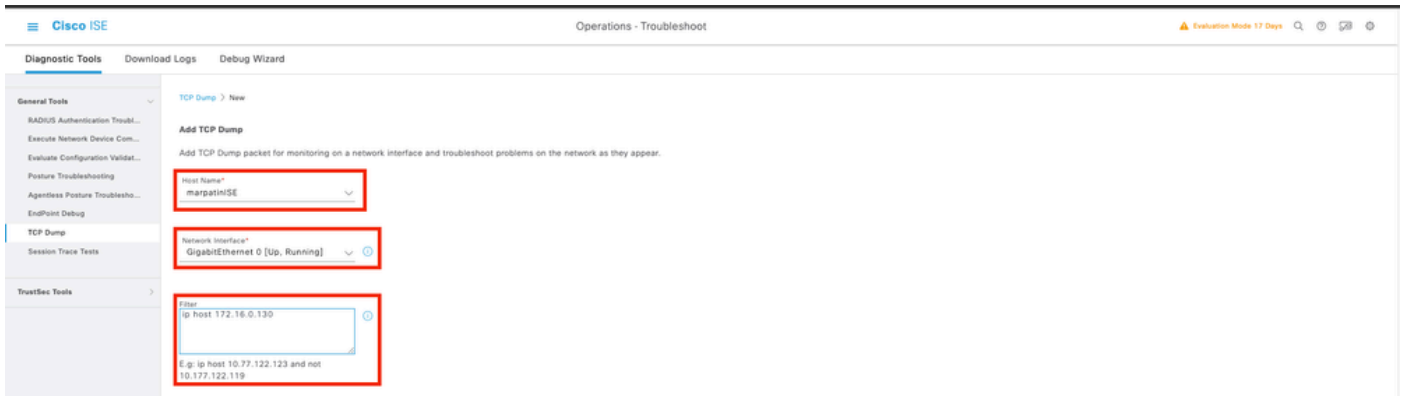 Cisco ISE
Operations - Troubleshoot
Evaluation Mode 17 Days
Diagnostic Tools
Download Logs
Debug Wizard
General Tools
RADIUS Authentication Troubl...
Execute Network Device Com...
Evaluate Configuration Validat...
Posture Troubleshooting
Agentless Posture Troublesho...
EndPoint Debug
TCP Dump
Session Trace Tests
TrustSec Tools
TCP Dump > New
Add TCP Dump
Add TCP Dump packet for monitoring on a network interface and troubleshoot problems on the network as they appear.
Host Name*
marpatinISE
Network Interface*
GigabitEthernet 0 [Up, Running]
Filter
ip host 172.16.0.130
E.g: ip host 10.77.122.123 and not
10.177.122.119